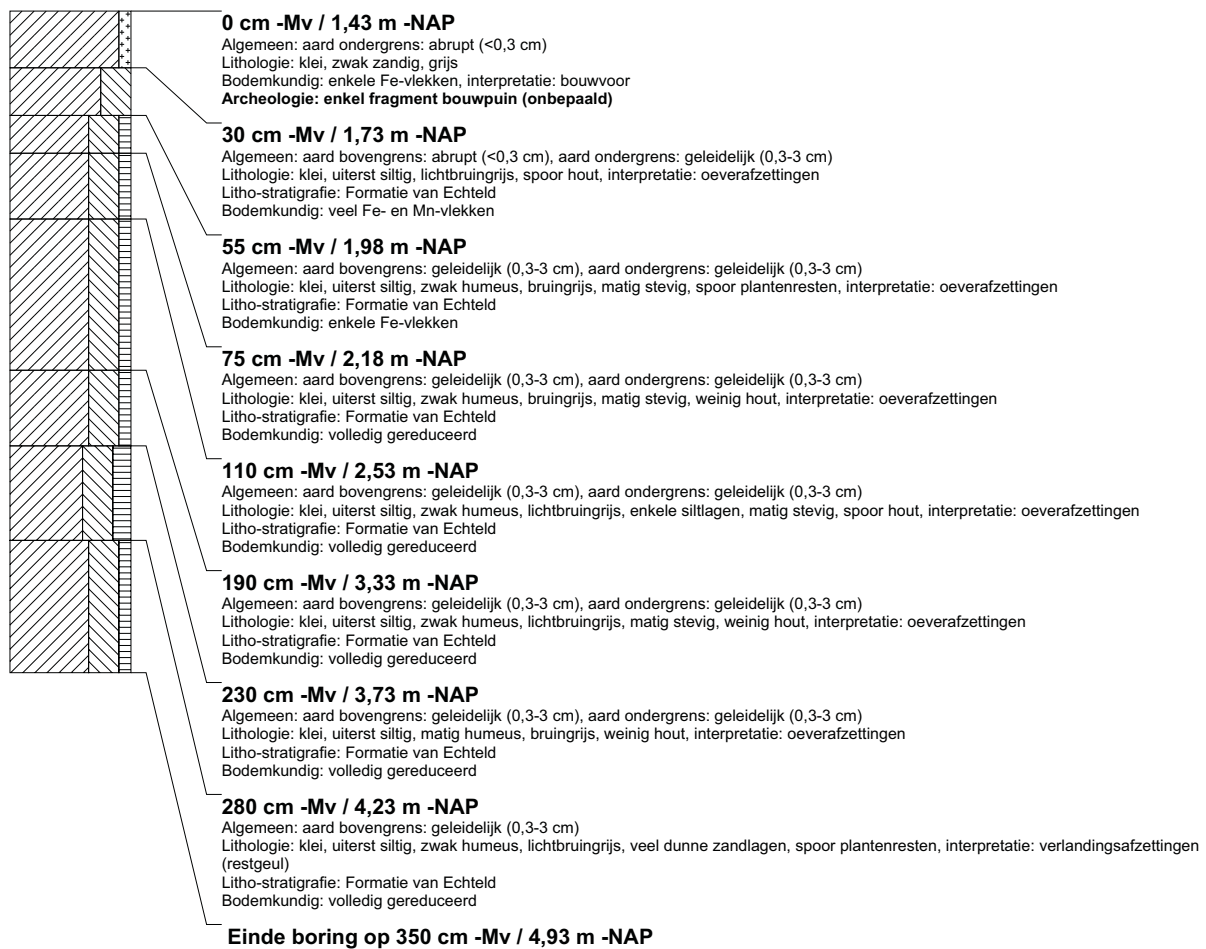 0 cm -Mv / 1,43 m -NAP
Algemeen: aard ondergrens: abrupt (<0,3 cm)
Lithologie: klei, zwak zandig, grijs
Bodemkundig: enkele Fe-vlekken, interpretatie: bouwvoor
Archeologie: enkel fragment bouwpuin (onbepaald)
30 cm -Mv / 1,73 m -NAP
Algemeen: aard bovengrens: abrupt (<0,3 cm), aard ondergrens: geleidelijk (0,3-3 cm)
Lithologie: klei, uiterst siltig, lichtbruingrijs, spoor hout, interpretatie: oeverafzettingen
Litho-stratigrafie: Formatie van Echteld
Bodemkundig: veel Fe- en Mn-vlekken
55 cm -Mv / 1,98 m -NAP
Algemeen: aard bovengrens: geleidelijk (0,3-3 cm), aard ondergrens: geleidelijk (0,3-3 cm)
Lithologie: klei, uiterst siltig, zwak humeus, bruingrijs, matig stevig, spoor plantenresten, interpretatie: oeverafzettingen
Litho-stratigrafie: Formatie van Echteld
Bodemkundig: enkele Fe-vlekken
75 cm -Mv / 2,18 m -NAP
Algemeen: aard bovengrens: geleidelijk (0,3-3 cm), aard ondergrens: geleidelijk (0,3-3 cm)
Lithologie: klei, uiterst siltig, zwak humeus, bruingrijs, matig stevig, weinig hout, interpretatie: oeverafzettingen
Litho-stratigrafie: Formatie van Echteld
Bodemkundig: volledig gereduceerd
110 cm -Mv / 2,53 m -NAP
Algemeen: aard bovengrens: geleidelijk (0,3-3 cm), aard ondergrens: geleidelijk (0,3-3 cm)
Lithologie: klei, uiterst siltig, zwak humeus, lichtbruingrijs, enkele siltlagen, matig stevig, spoor hout, interpretatie: oeverafzettingen
Litho-stratigrafie: Formatie van Echteld
Bodemkundig: volledig gereduceerd
190 cm -Mv / 3,33 m -NAP
Algemeen: aard bovengrens: geleidelijk (0,3-3 cm), aard ondergrens: geleidelijk (0,3-3 cm)
Lithologie: klei, uiterst siltig, zwak humeus, lichtbruingrijs, matig stevig, weinig hout, interpretatie: oeverafzettingen
Litho-stratigrafie: Formatie van Echteld
Bodemkundig: volledig gereduceerd
230 cm -Mv / 3,73 m -NAP
Algemeen: aard bovengrens: geleidelijk (0,3-3 cm), aard ondergrens: geleidelijk (0,3-3 cm)
Lithologie: klei, uiterst siltig, matig humeus, bruingrijs, weinig hout, interpretatie: oeverafzettingen
Litho-stratigrafie: Formatie van Echteld
Bodemkundig: volledig gereduceerd
280 cm -Mv / 4,23 m -NAP
Algemeen: aard bovengrens: geleidelijk (0,3-3 cm)
Lithologie: klei, uiterst siltig, zwak humeus, lichtbruingrijs, veel dunne zandlagen, spoor plantenresten, interpretatie: verlandingsafzettingen
(restgeul)
Litho-stratigrafie: Formatie van Echteld
Bodemkundig: volledig gereduceerd
Einde boring op 350 cm -Mv / 4,93 m -NAP